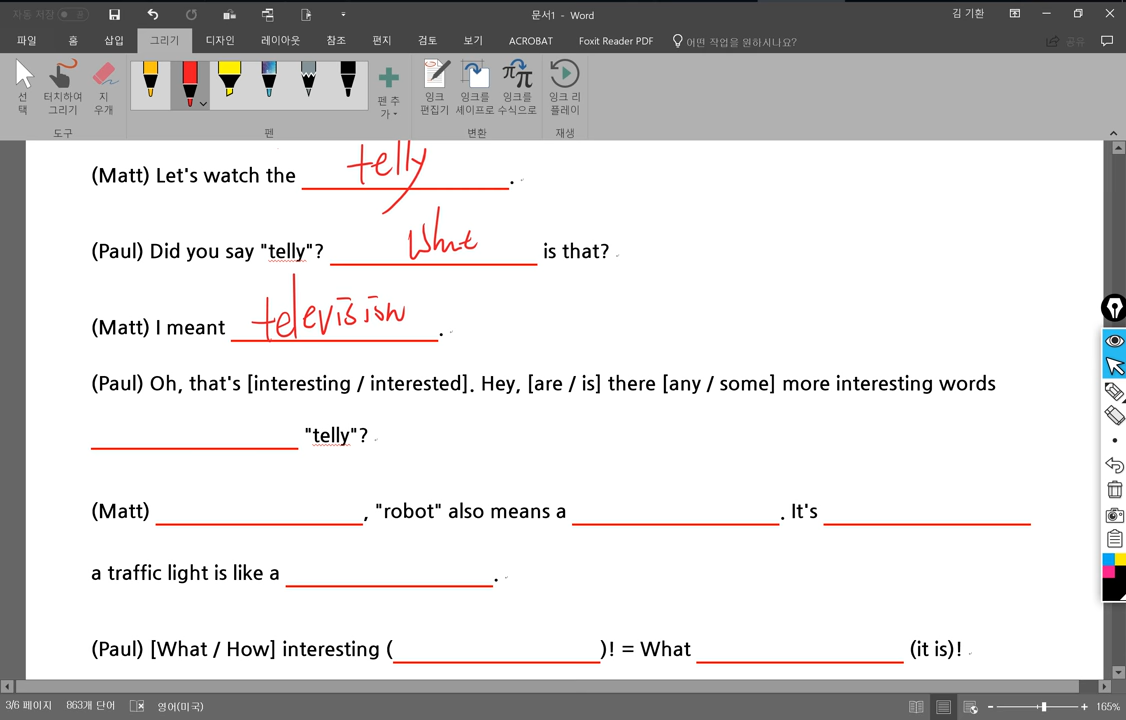 자동 저장
문서1 - Word
김 기환
파일 홈 삽입 그리기 디자인 레이아웃 참조 편지 검토 보기 ACROBAT Foxit Reader PDF 어떤 작업을 원하시나요? 공유
선택 터치하여 그리기 지우개 펜 추가 잉크 편집기 잉크를 셰이프로 잉크를 수식으로 잉크 리플레이
도구 펜 변환 재생
(Matt) Let's watch the telly.
(Paul) Did you say "telly"? What is that?
(Matt) I meant television.
(Paul) Oh, that's [interesting / interested]. Hey, [are / is] there [any / some] more interesting words
"telly"?
(Matt) , "robot" also means a . It's
a traffic light is like a .
(Paul) [What / How] interesting ( )! = What (it is)!
3/6 페이지 863개 단어 영어(미국) 165%